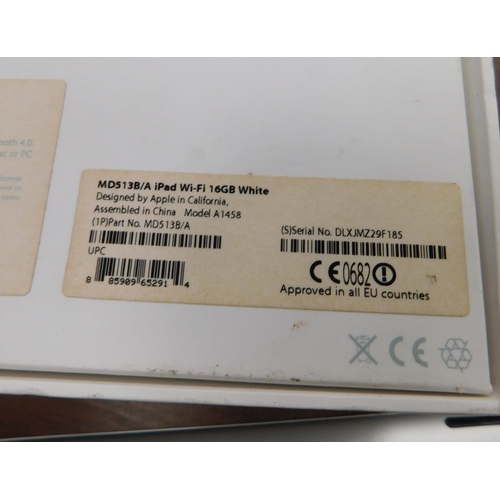 oth 4.0.
ac or PC
MD513B/A iPad Wi-Fi 16GB White
Designed by Apple in California,
Assembled in China Model A1458
(1P)Part No. MD513B/A
(S)Serial No. DLXJMZ29F185
UPC
8 85909 65291 4
CE0682
Approved in all EU countries
CE